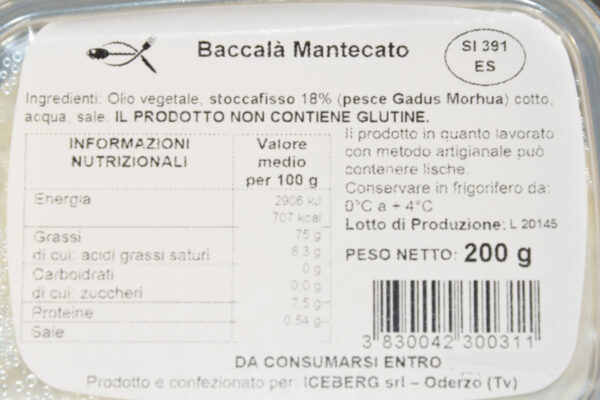 Baccalà Mantecato
SI 391
ES
Ingredienti: Olio vegetale, stoccafisso 18% (pesce Gadus Morhua) cotto,
acqua, sale. IL PRODOTTO NON CONTIENE GLUTINE.
INFORMAZIONI
NUTRIZIONALI
Valore
medio
per 100 g
Energia
2906 kJ
707 kcal
Grassi
75 g
di cui: acidi grassi saturi
8,3 g
Carboidrati
0 g
di cui: zuccheri
0,0 g
Proteine
7,5 g
Sale
0,54 g
Il prodotto in quanto lavorato
con metodo artigianale può
contenere lische.
Conservare in frigorifero da:
0°C a + 4°C
Lotto di Produzione: L 20145
PESO NETTO: 200 g
3 830042 300311
DA CONSUMARSI ENTRO
Prodotto e confezionato per: ICEBERG srl – Oderzo (Tv)